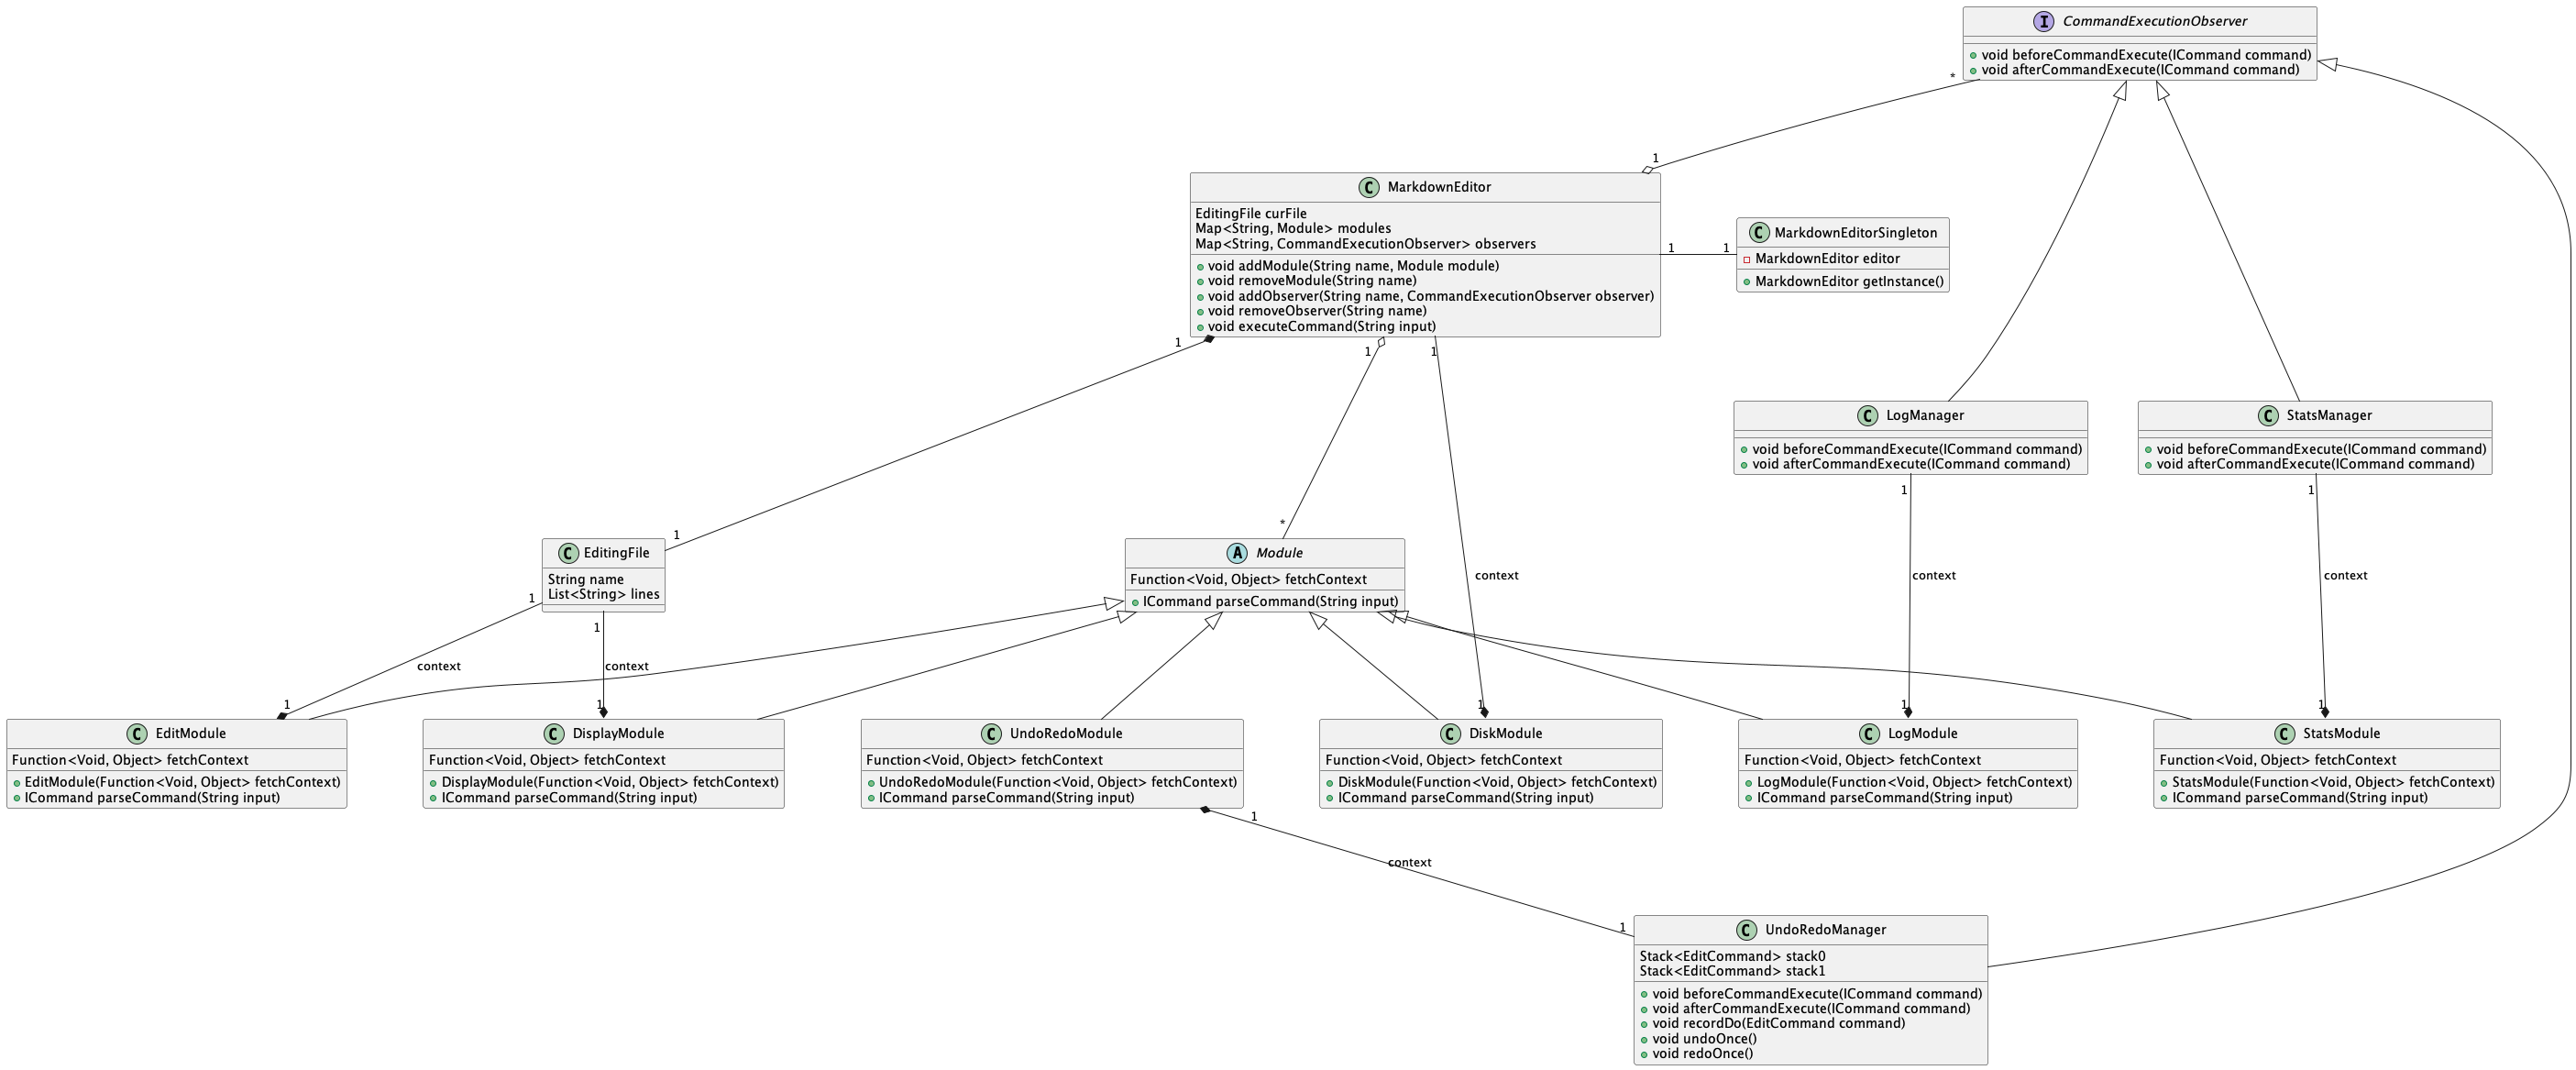 I CommandExecutionObserver
void beforeCommandExecute(ICommand command)
void afterCommandExecute(ICommand command)
*
1
C MarkdownEditor
EditingFile curFile
Map<String, Module> modules
Map<String, CommandExecutionObserver> observers
void addModule(String name, Module module)
void removeModule(String name)
void addObserver(String name, CommandExecutionObserver observer)
void removeObserver(String name)
void executeCommand(String input)
1
1
C MarkdownEditorSingleton
MarkdownEditor editor
MarkdownEditor getInstance()
1
1
1
C LogManager
void beforeCommandExecute(ICommand command)
void afterCommandExecute(ICommand command)
1
C StatsManager
void beforeCommandExecute(ICommand command)
void afterCommandExecute(ICommand command)
1
1
*
C EditingFile
String name
List<String> lines
1
1
A Module
Function<Void, Object> fetchContext
ICommand parseCommand(String input)
context
context
context
context
context
1
1
1
1
1
C EditModule
Function<Void, Object> fetchContext
EditModule(Function<Void, Object> fetchContext)
ICommand parseCommand(String input)
C DisplayModule
Function<Void, Object> fetchContext
DisplayModule(Function<Void, Object> fetchContext)
ICommand parseCommand(String input)
C UndoRedoModule
Function<Void, Object> fetchContext
UndoRedoModule(Function<Void, Object> fetchContext)
ICommand parseCommand(String input)
C DiskModule
Function<Void, Object> fetchContext
DiskModule(Function<Void, Object> fetchContext)
ICommand parseCommand(String input)
C LogModule
Function<Void, Object> fetchContext
LogModule(Function<Void, Object> fetchContext)
ICommand parseCommand(String input)
C StatsModule
Function<Void, Object> fetchContext
StatsModule(Function<Void, Object> fetchContext)
ICommand parseCommand(String input)
1
context
1
C UndoRedoManager
Stack<EditCommand> stack0
Stack<EditCommand> stack1
void beforeCommandExecute(ICommand command)
void afterCommandExecute(ICommand command)
void recordDo(EditCommand command)
void undoOnce()
void redoOnce()